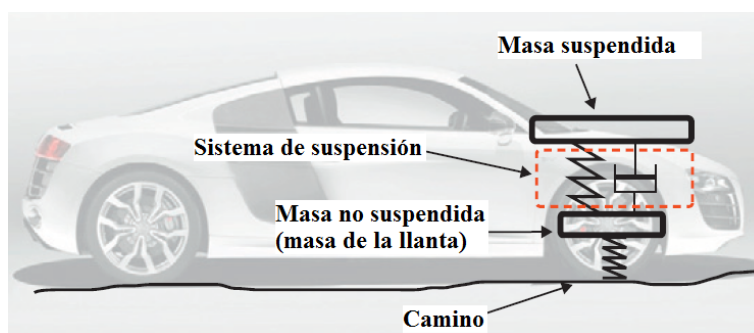 Masa suspendida
Sistema de suspensión
Masa no suspendida
(masa de la llanta)
Camino